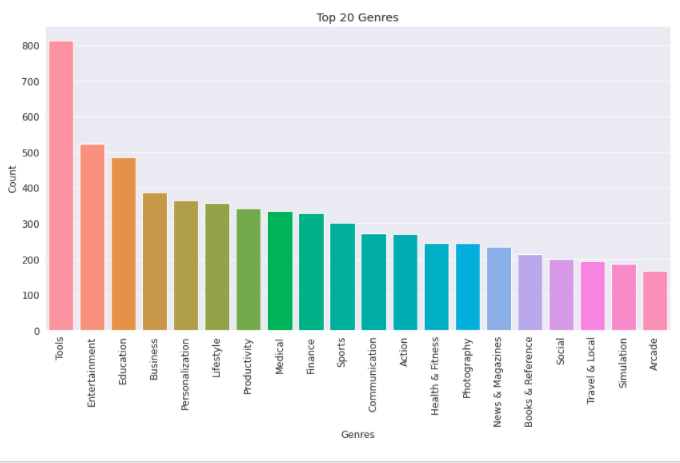 Top 20 Genres
Count
800
700
600
500
400
300
200
100
0
Tools
Entertainment
Education
Business
Personalization
Lifestyle
Productivity
Medical
Finance
Sports
Communication
Action
Health & Fitness
Photography
News & Magazines
Books & Reference
Social
Travel & Local
Simulation
Arcade
Genres